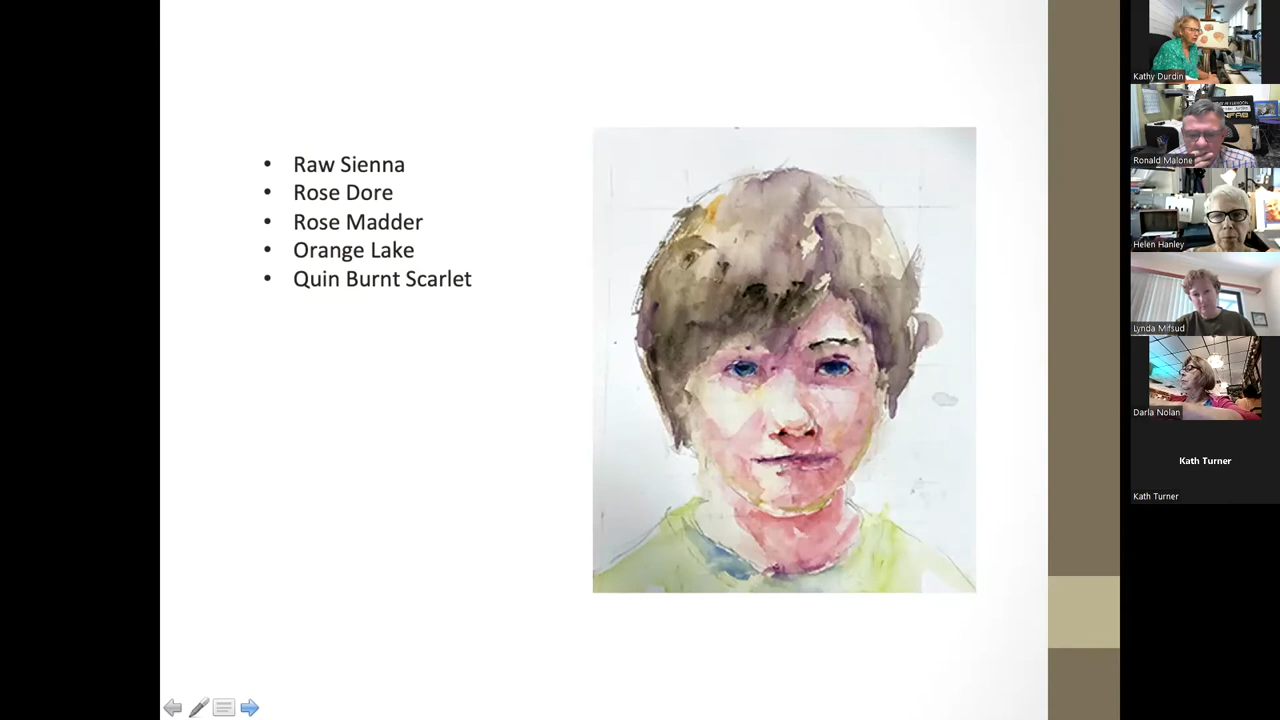 • Raw Sienna
• Rose Dore
• Rose Madder
• Orange Lake
• Quin Burnt Scarlet
Kathy Durdin
Ronald Malone
Helen Hanley
Lynda Mifsud
Darla Nolan
Kath Turner
Kath Turner